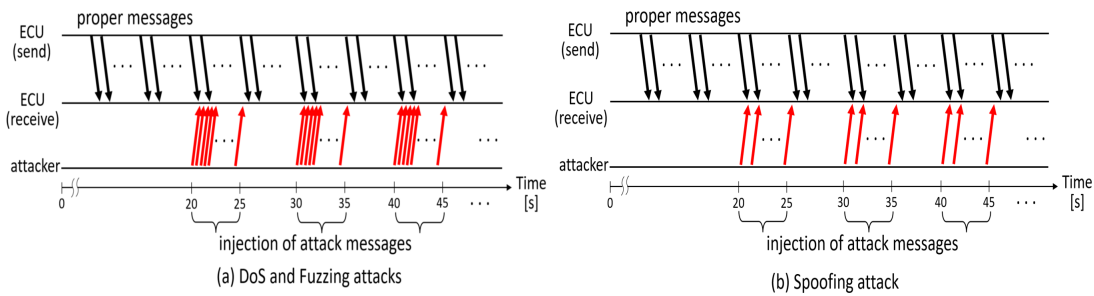 proper messages
ECU
(send)
ECU
(receive)
attacker
Time
[s]
0 20 25 30 35 40 45 ...
injection of attack messages
(a) DoS and Fuzzing attacks
proper messages
ECU
(send)
ECU
(receive)
attacker
Time
[s]
0 20 25 30 35 40 45 ...
injection of attack messages
(b) Spoofing attack